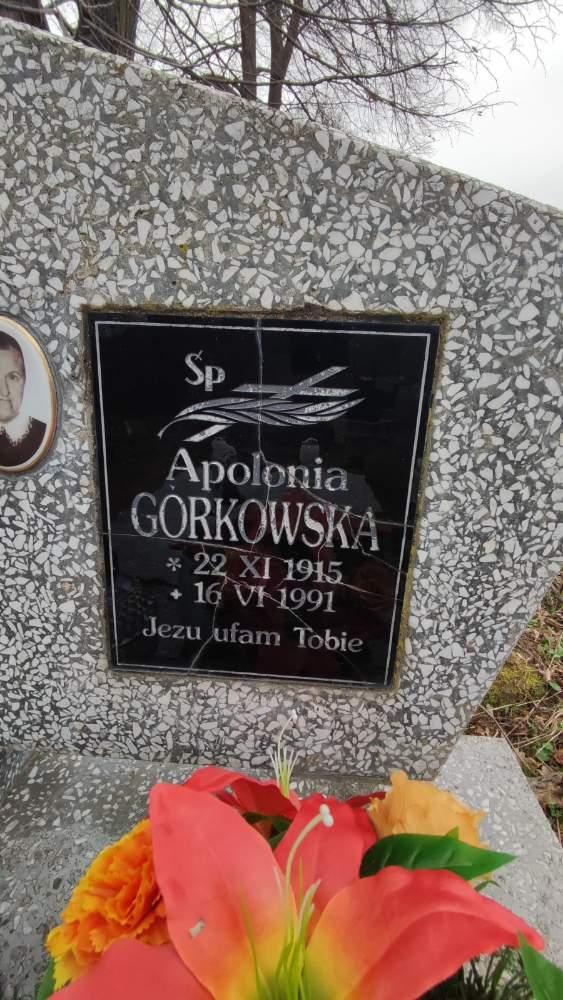 Śp
Apolonia
GÓRKOWSKA
* 22 XI 1915
+ 16 VI 1991
Jezu ufam Tobie